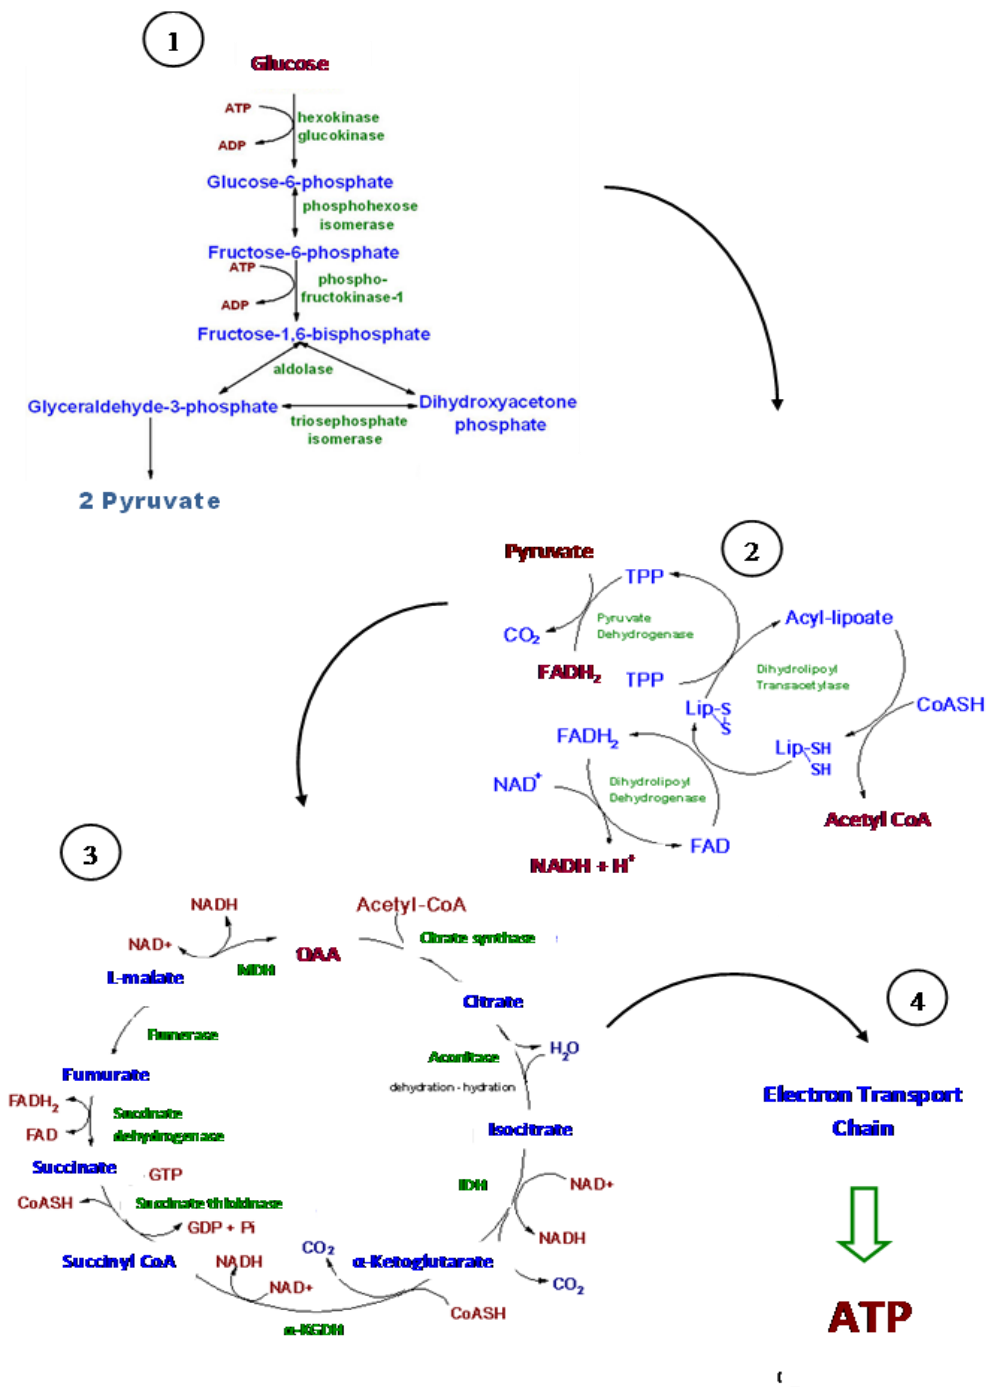 1
Glucose
ATP
hexokinase
glucokinase
ADP
Glucose-6-phosphate
phosphohexose
isomerase
Fructose-6-phosphate
ATP
phospho-
fructokinase-1
ADP
Fructose-1,6-bisphosphate
aldolase
Glyceraldehyde-3-phosphate
Dihydroxyacetone
phosphate
triosephosphate
isomerase
2 Pyruvate
2
Pyruvate
TPP
Pyruvate
Dehydrogenase
CO2
FADH2
TPP
Acyl-lipoate
Dihydrolipoyl
Transacetylase
Lip-S
S
CoASH
FADH2
Lip-SH
SH
NAD+
Dihydrolipoyl
Dehydrogenase
Acetyl CoA
FAD
NADH + H+
3
NADH
Acetyl-CoA
NAD+
OAA
Citrate synthase
MDH
L-malate
Citrate
Fumerase
H2O
Aconitase
dehydration - hydration
Fumurate
FADH2
FAD
Succinate
dehydrogenase
Isocitrate
Succinate
GTP
IDH
NAD+
CoASH
Succinate thiokinase
GDP + Pi
NADH
CO2
Succinyl CoA
NADH
α-Ketoglutarate
NAD+
CO2
CoASH
α-KGDH
4
Electron Transport
Chain
ATP